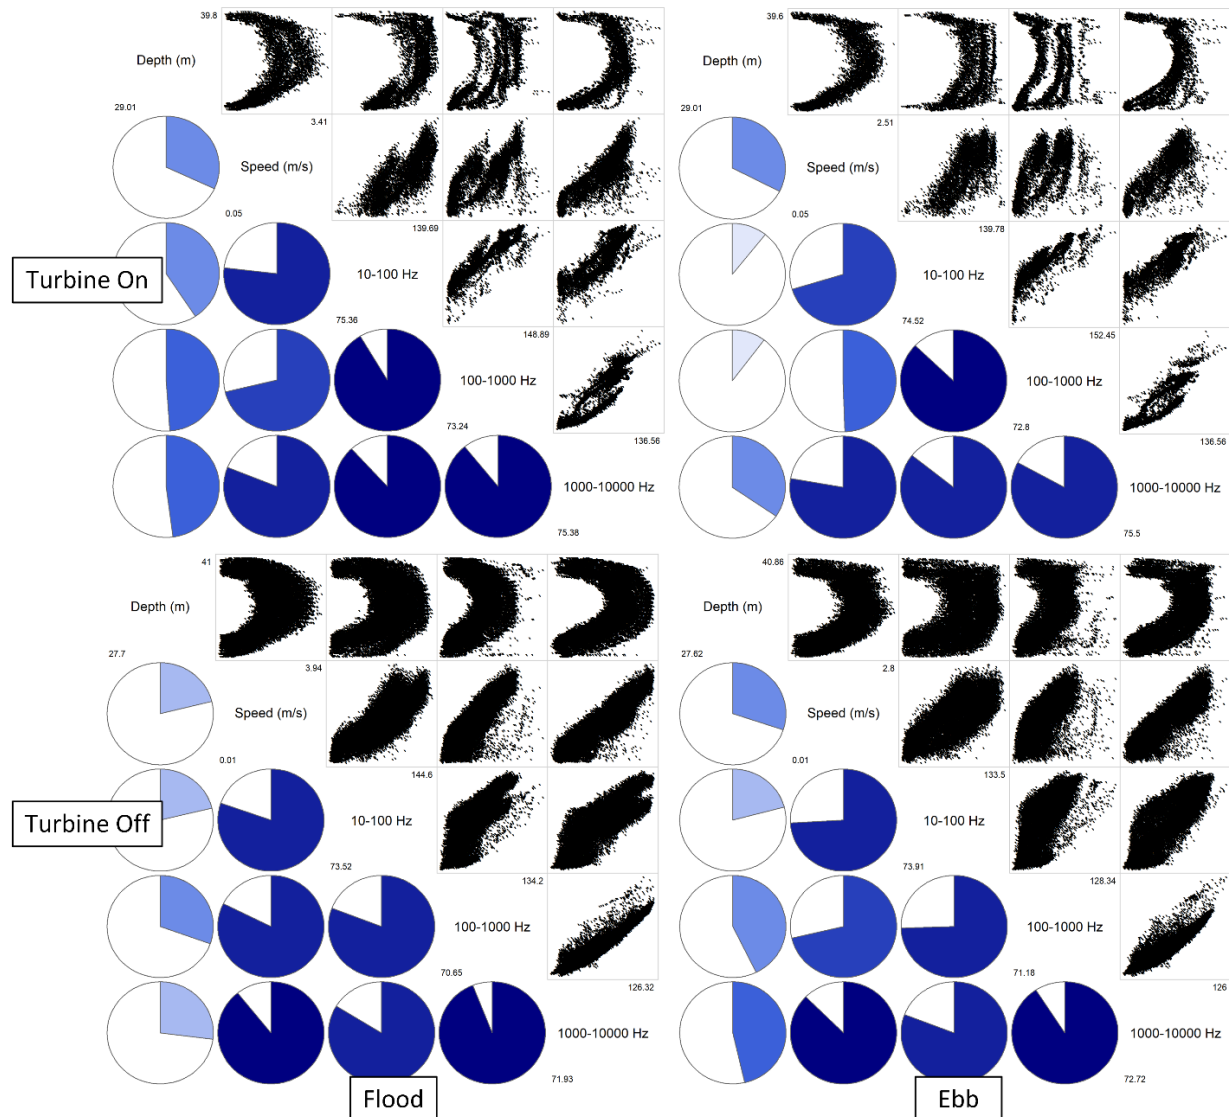 39.8
Depth (m)
29.01
3.41
Speed (m/s)
0.05
139.69
10-100 Hz
75.36
148.89
100-1000 Hz
73.24
136.56
1000-10000 Hz
75.38
39.6
Depth (m)
29.01
2.51
Speed (m/s)
0.05
139.78
10-100 Hz
74.52
152.45
100-1000 Hz
72.8
136.56
1000-10000 Hz
75.5
Turbine On
41
Depth (m)
27.7
3.94
Speed (m/s)
0.01
144.6
10-100 Hz
73.52
134.2
100-1000 Hz
70.65
126.32
1000-10000 Hz
71.93
40.86
Depth (m)
27.62
2.8
Speed (m/s)
0.01
133.5
10-100 Hz
73.91
128.34
100-1000 Hz
71.18
126
1000-10000 Hz
72.72
Turbine Off
Flood
Ebb